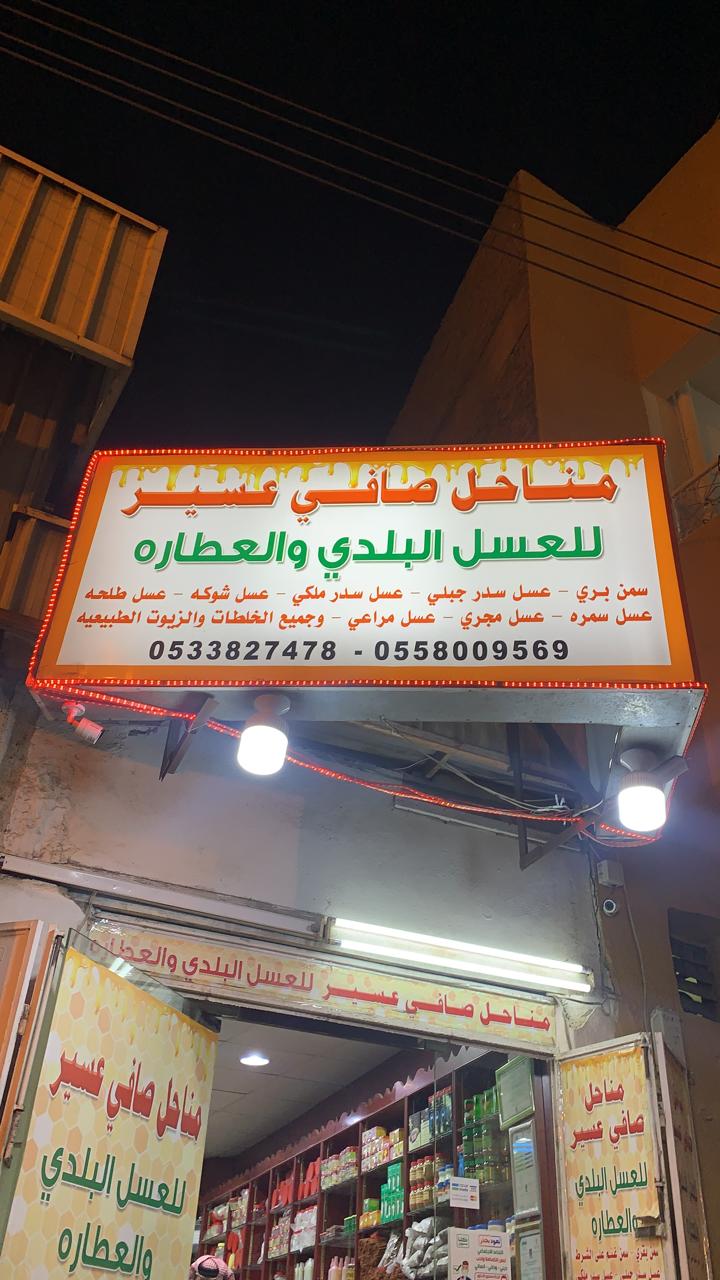 مناحل صافي عسير
للعسل البلدي والعطاره
سمن بري - عسل سدر جبلي - عسل سدر ملكي - عسل شوكه - عسل طلحه
عسل سمره - عسل مجري - عسل مراعي - وجميع الخلطات والزيوت الطبيعيه
0533827478 - 0558009569
مناحل صافي عسير للعسل البلدي والعطاره
مناحل صافي عسير
للعسل البلدي
والعطاره
مناحل
صافي عسير
للعسل البلدي
والعطاره